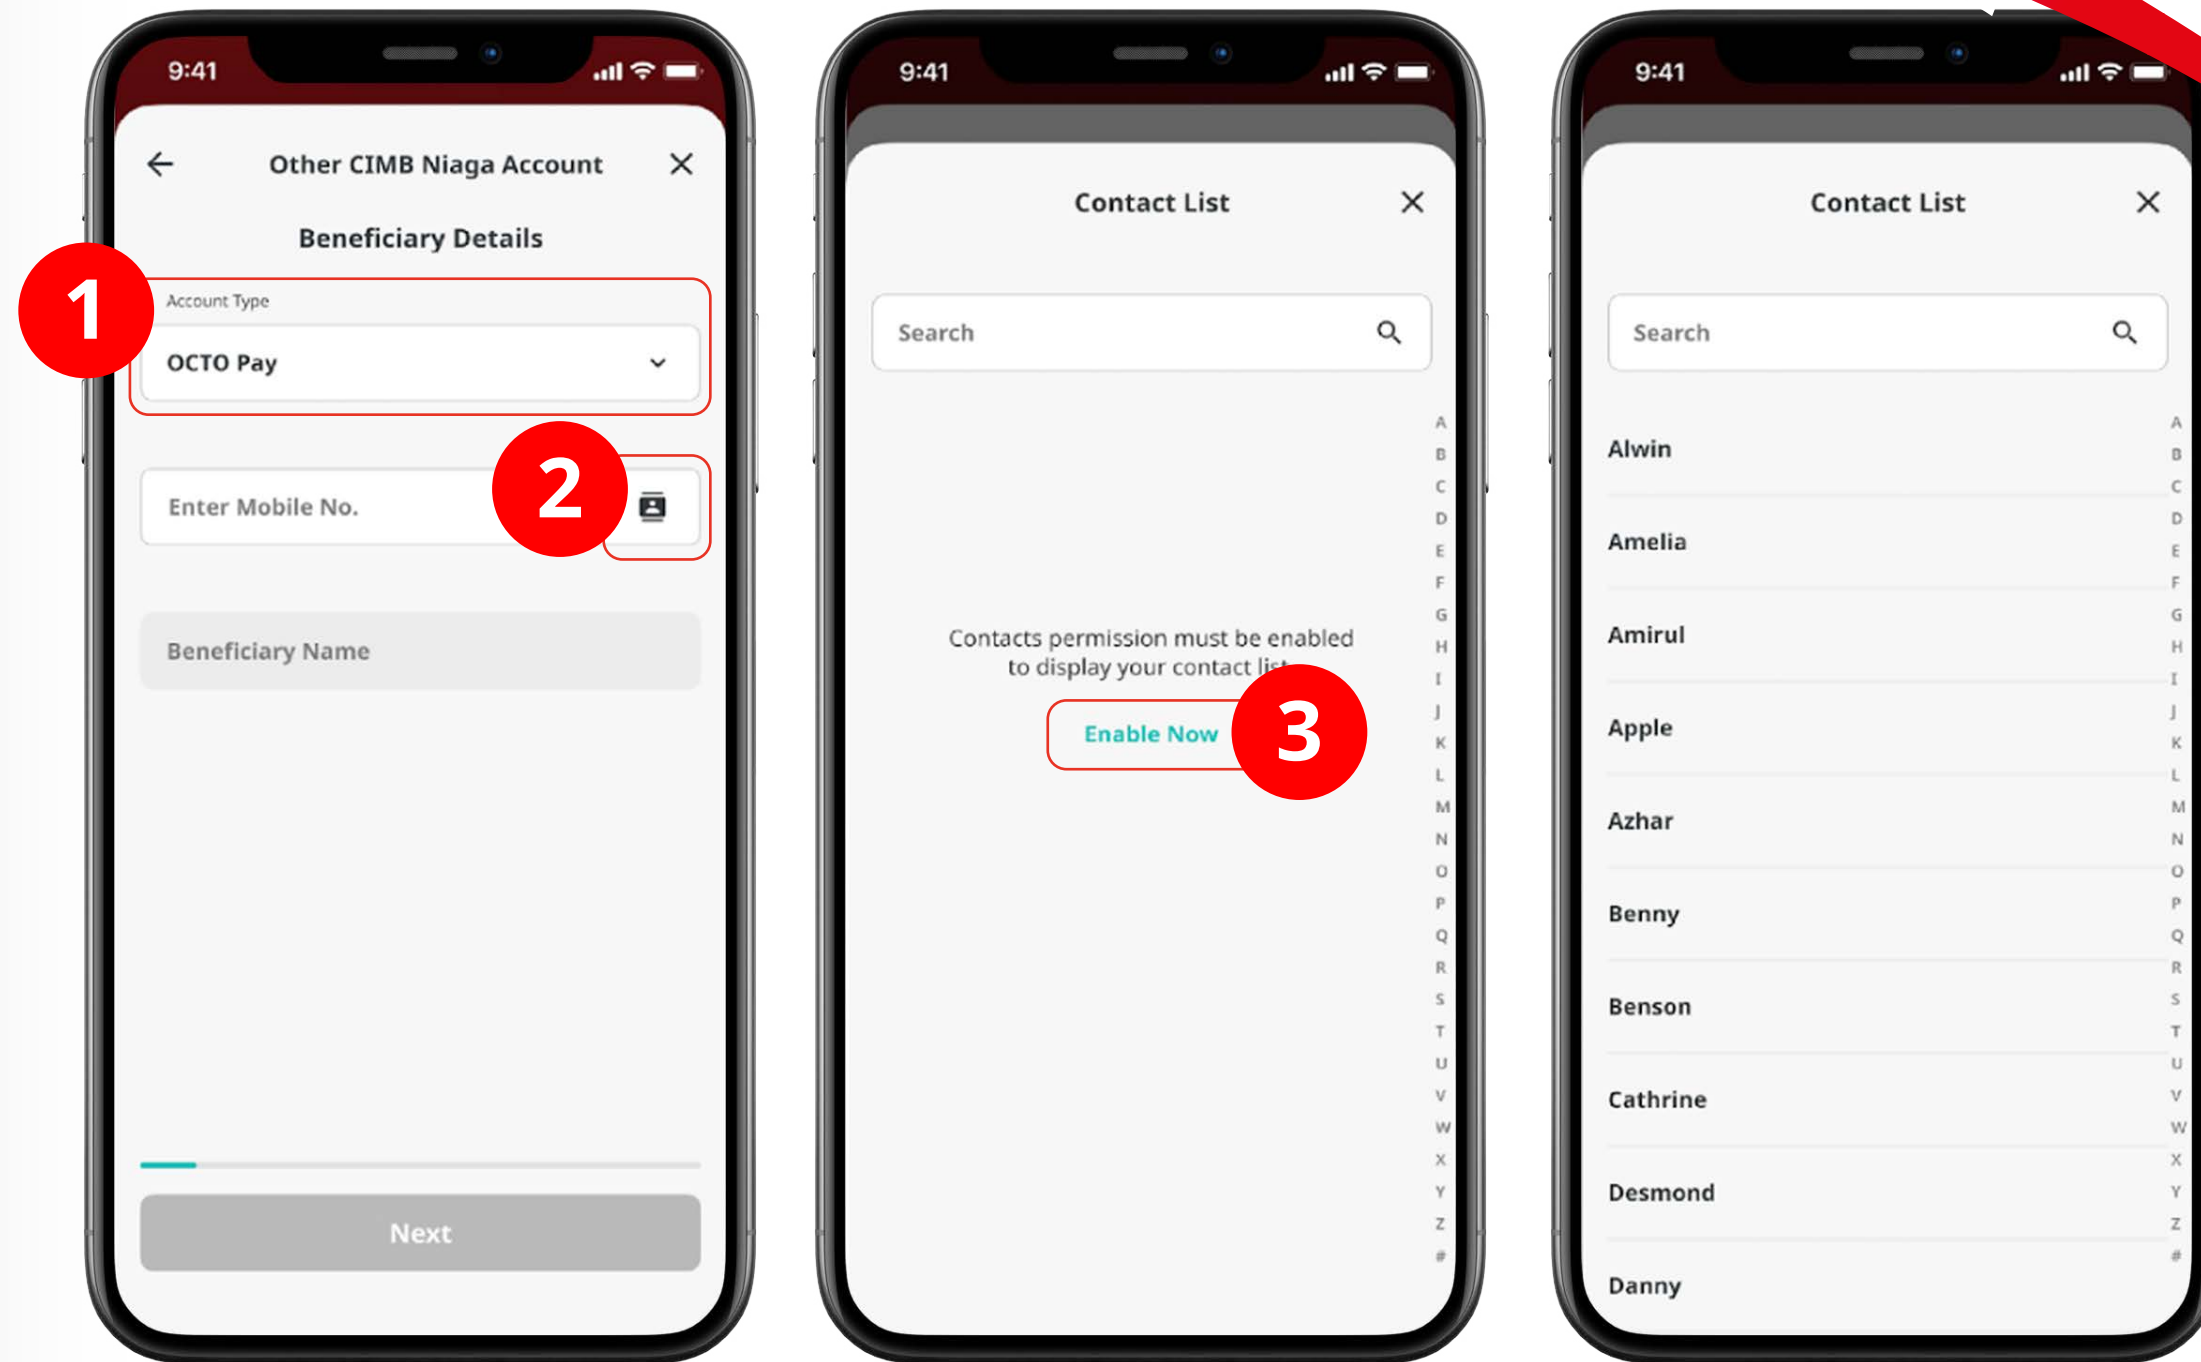 9:41
Other CIMB Niaga Account
Beneficiary Details
1
Account Type
OCTO Pay
2
Enter Mobile No.
Beneficiary Name
Next
9:41
Contact List
Search
Contacts permission must be enabled
to display your contact list
Enable Now
3
A
B
C
D
E
F
G
H
I
J
K
L
M
N
O
P
Q
R
S
T
U
V
W
X
Y
Z
#
9:41
Contact List
Search
Alwin
Amelia
Amirul
Apple
Azhar
Benny
Benson
Cathrine
Desmond
Danny
A
B
C
D
E
F
G
H
I
J
K
L
M
N
O
P
Q
R
S
T
U
V
W
X
Y
Z
#